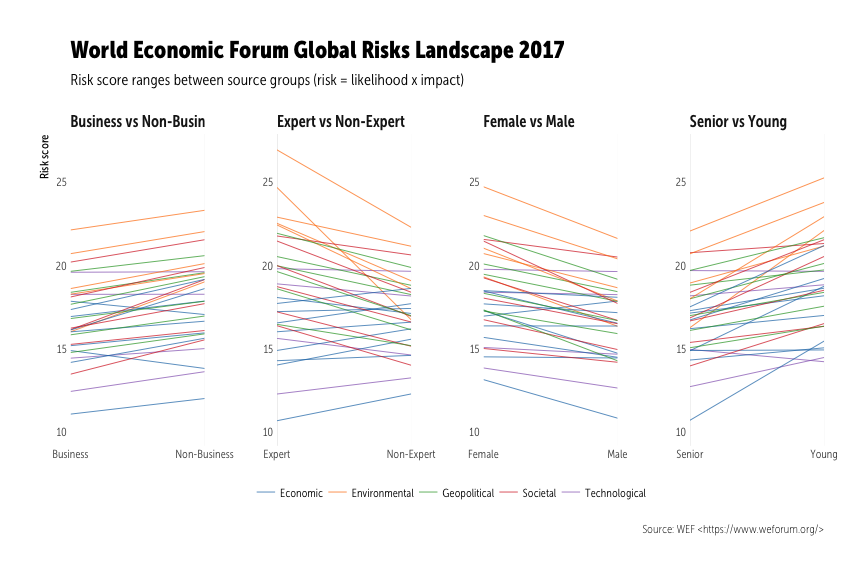 World Economic Forum Global Risks Landscape 2017
Risk score ranges between source groups (risk = likelihood x impact)
Business vs Non-Busin
Expert vs Non-Expert
Female vs Male
Senior vs Young
Risk score
25
25
25
25
20
20
20
20
15
15
15
15
10
10
10
10
Business
Non-Business
Expert
Non-Expert
Female
Male
Senior
Young
Economic
Environmental
Geopolitical
Societal
Technological
Source: WEF <https://www.weforum.org/>